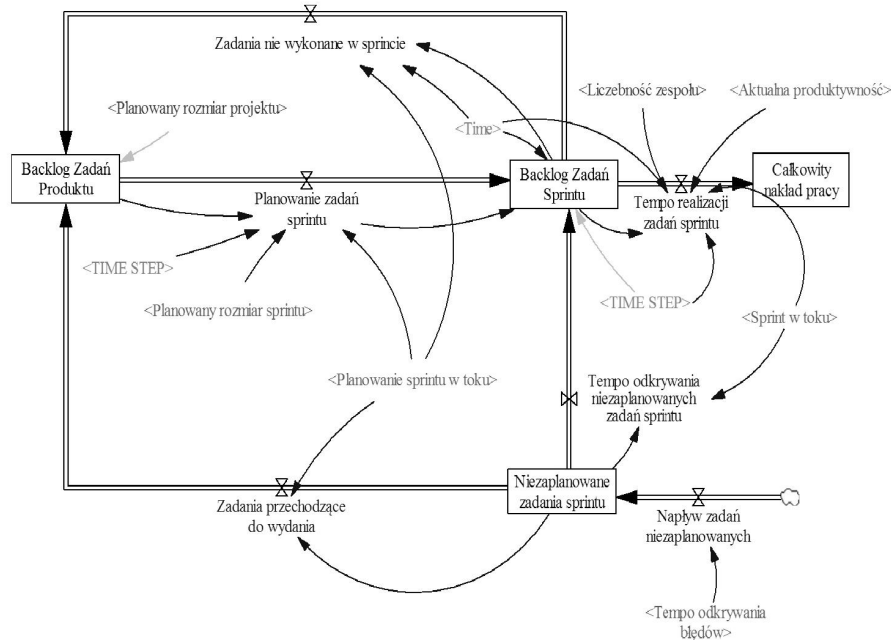 Zadania nie wykonane w sprincie
<Planowany rozmiar projektu>
<Time>
<Liczebność zespołu>
<Aktualna produktywność>
Backlog Zadań
Produktu
Planowanie zadań
sprintu
Backlog Zadań
Sprintu
Tempo realizacji
zadań sprintu
Całkowity
nakład pracy
<TIME STEP>
<Planowany rozmiar sprintu>
<TIME STEP>
<Sprint w toku>
<Planowanie sprintu w toku>
Tempo odkrywania
niezaplanowanych
zadań sprintu
Zadania przechodzące
do wydania
Niezaplanowane
zadania sprintu
Napływ zadań
niezaplanowanych
<Tempo odkrywania
błędów>